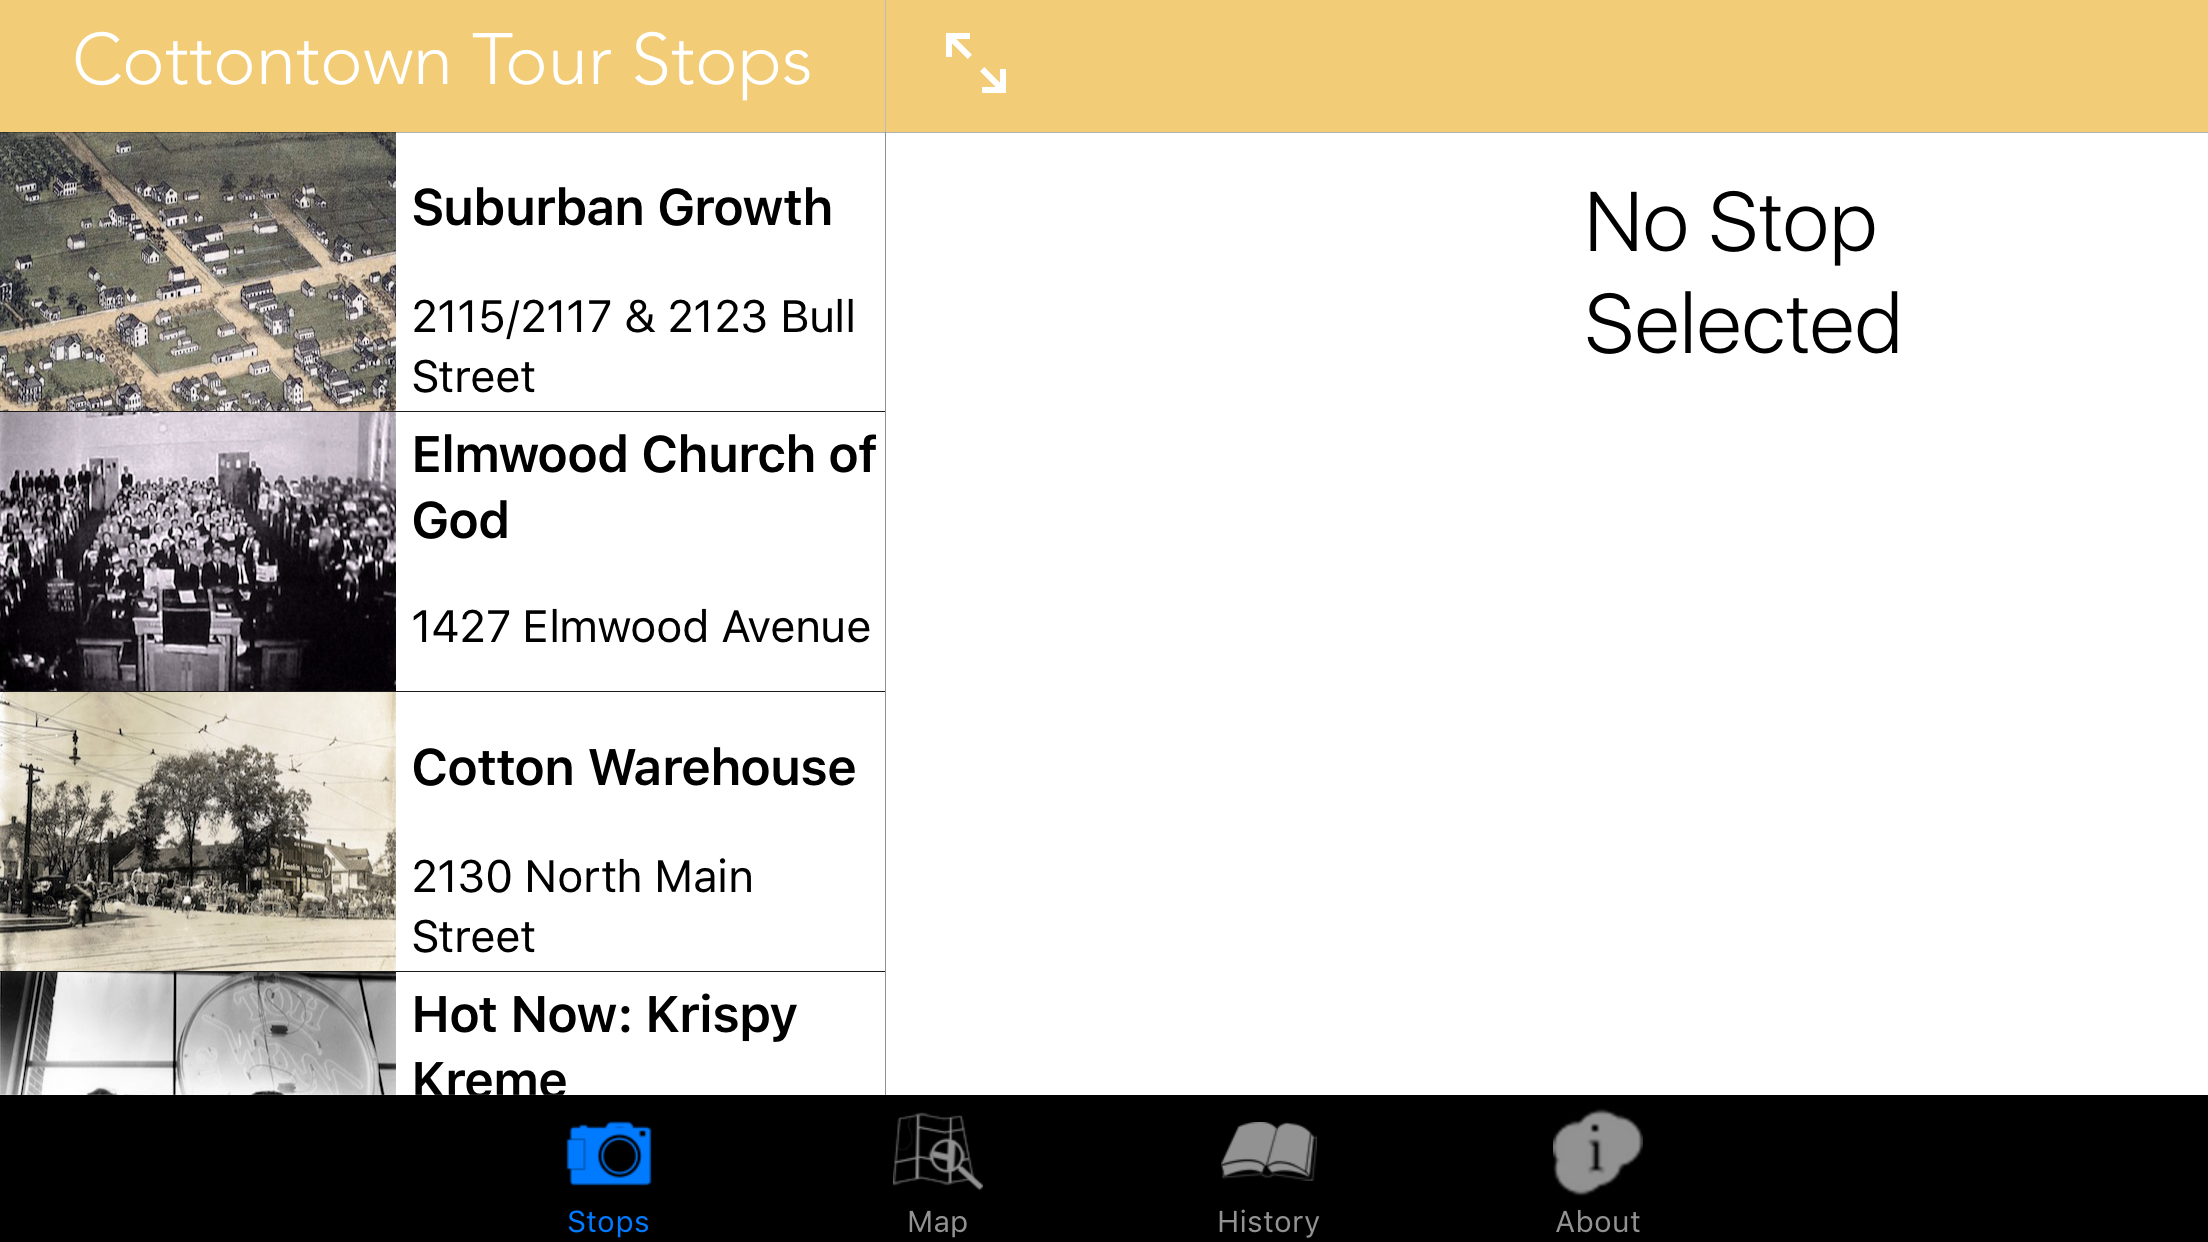 Cottontown Tour Stops
Suburban Growth
2115/2117 & 2123 Bull
Street
Elmwood Church of
God
1427 Elmwood Avenue
Cotton Warehouse
2130 North Main
Street
Hot Now: Krispy
Kreme
No Stop
Selected
Stops
Map
History
About